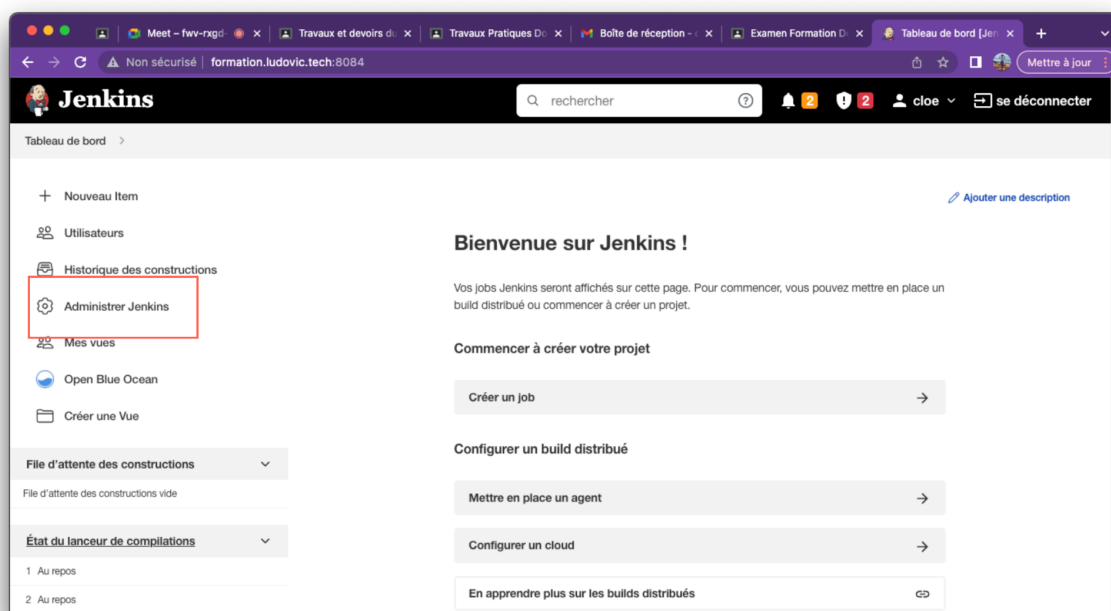 Meet – fwv-rxgd-
Travaux et devoirs du
Travaux Pratiques Do
Boîte de réception –
Examen Formation D
Tableau de bord [Jen
Non sécurisé | formation.ludovic.tech:8084
Mettre à jour
Jenkins
rechercher
2
2
cloe
se déconnecter
Tableau de bord
Nouveau Item
Utilisateurs
Historique des constructions
Administrer Jenkins
Mes vues
Open Blue Ocean
Créer une Vue
File d'attente des constructions
File d'attente des constructions vide
État du lanceur de compilations
1 Au repos
2 Au repos
Ajouter une description
Bienvenue sur Jenkins !
Vos jobs Jenkins seront affichés sur cette page. Pour commencer, vous pouvez mettre en place un
build distribué ou commencer à créer un projet.
Commencer à créer votre projet
Créer un job
Configurer un build distribué
Mettre en place un agent
Configurer un cloud
En apprendre plus sur les builds distribués